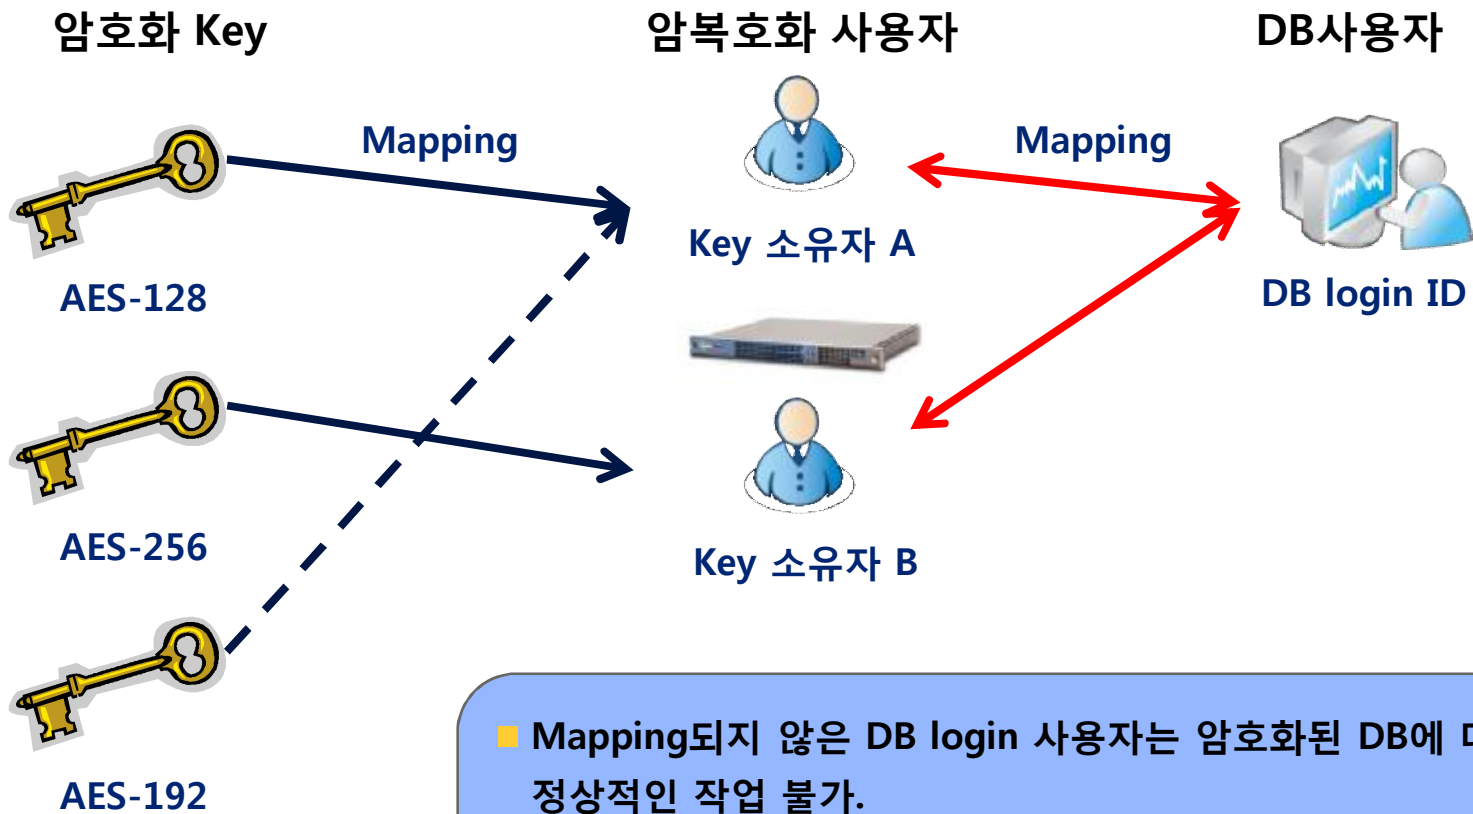 암호화 Key
암복호화 사용자
DB사용자
Mapping
Mapping
Key 소유자 A
AES-128
DB login ID
AES-256
Key 소유자 B
AES-192
Mapping되지 않은 DB login 사용자는 암호화된 DB에
정상적인 작업 불가.